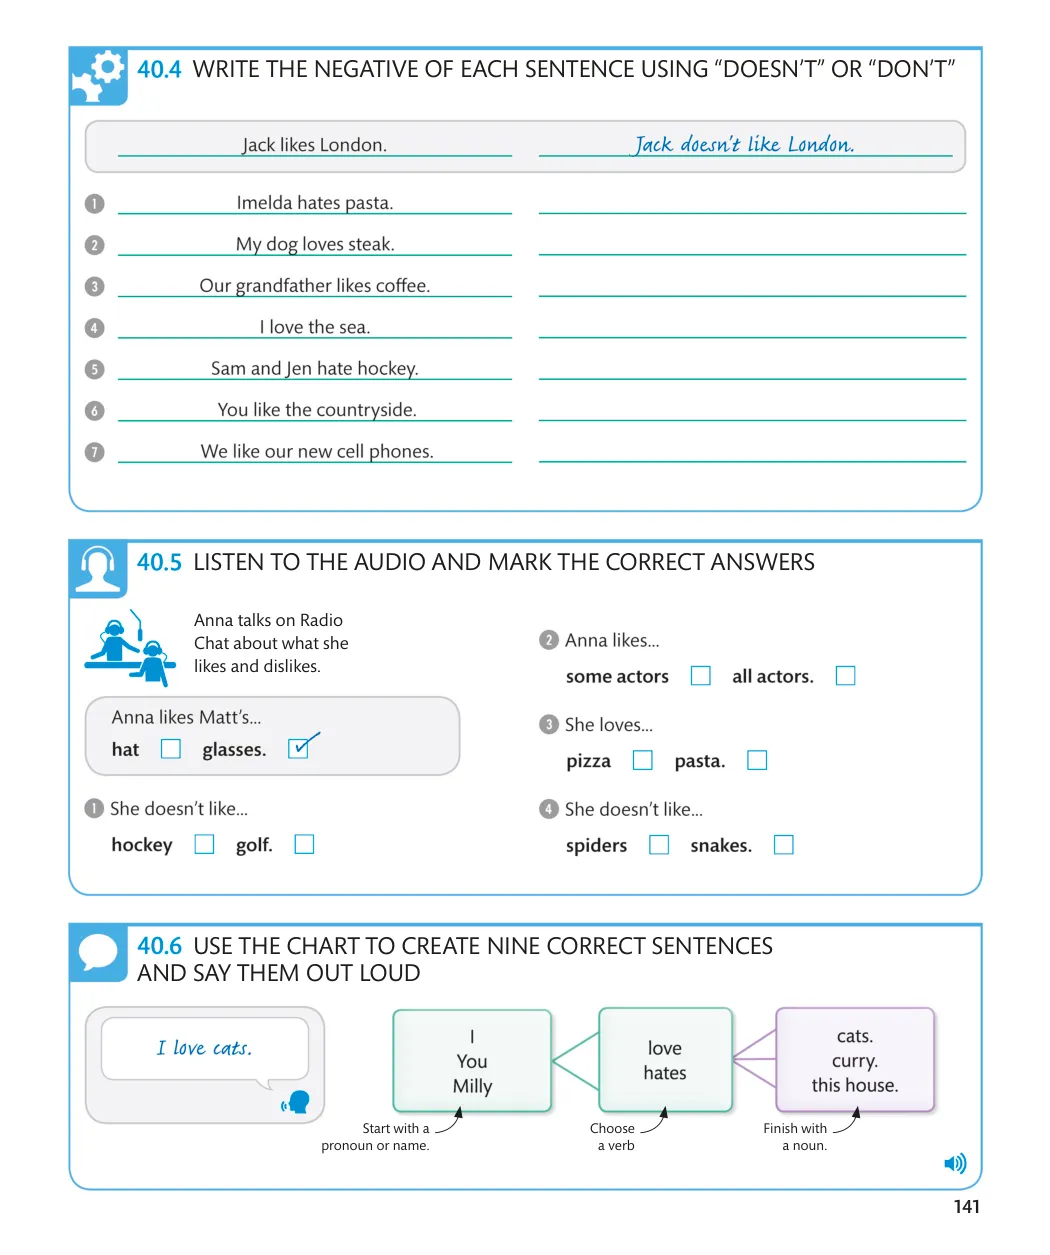 40.4 WRITE THE NEGATIVE OF EACH SENTENCE USING “DOESN’T” OR “DON’T”
Jack likes London. Jack doesn’t like London.
1 Imelda hates pasta.
2 My dog loves steak.
3 Our grandfather likes coffee.
4 I love the sea.
5 Sam and Jen hate hockey.
6 You like the countryside.
7 We like our new cell phones.
40.5 LISTEN TO THE AUDIO AND MARK THE CORRECT ANSWERS
Anna talks on Radio
Chat about what she
likes and dislikes.
Anna likes Matt’s...
hat glasses.
1 She doesn’t like...
hockey golf.
2 Anna likes...
some actors all actors.
3 She loves...
pizza pasta.
4 She doesn’t like...
spiders snakes.
40.6 USE THE CHART TO CREATE NINE CORRECT SENTENCES
AND SAY THEM OUT LOUD
I love cats.
I
You
Milly
love
hates
cats.
curry.
this house.
Start with a
pronoun or name.
Choose
a verb
Finish with
a noun.
141